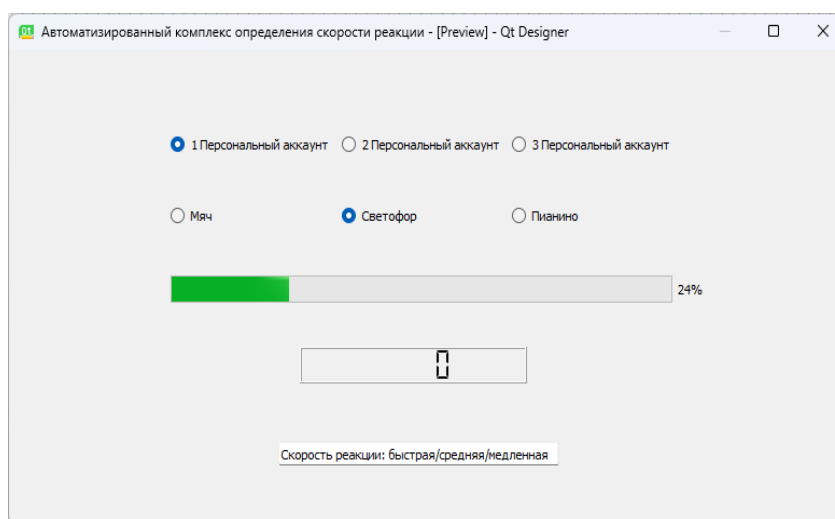 Qt Автоматизированный комплекс определения скорости реакции - [Preview] - Qt Designer
1 Персональный аккаунт 2 Персональный аккаунт 3 Персональный аккаунт
Мяч Светофор Пианино
24%
0
Скорость реакции: быстрая/средняя/медленная